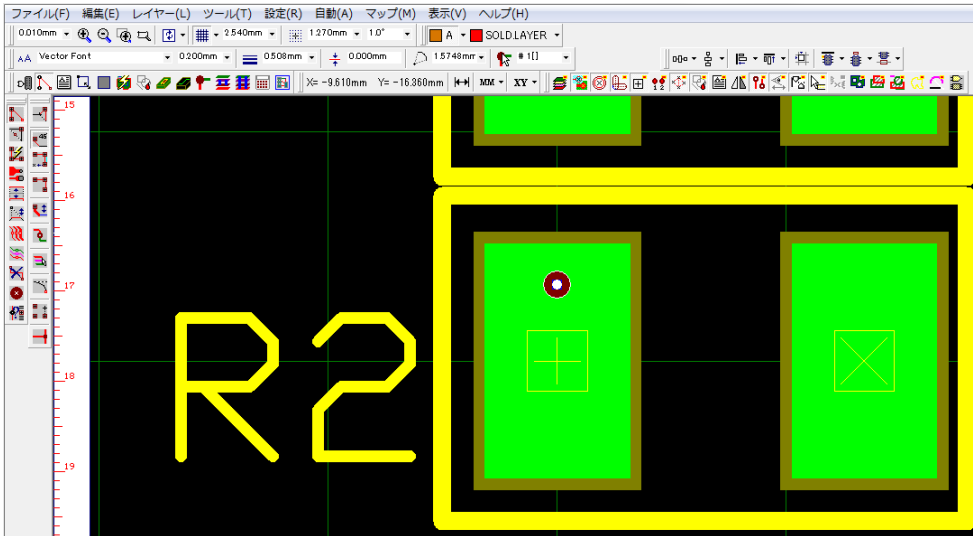 ファイル(F) 編集(E) レイヤー(L) ツール(T) 設定(R) 自動(A) マップ(M) 表示(V) ヘルプ(H)
0.010mm 2.540mm 1.270mm 1.0° A SOLD.LAYER
AA Vector Font 0.200mm 0.508mm 0.000mm 1.5748mm # 1[]
X= -9.610mm Y= -16.360mm MM XY
15
16
17
18
19
R2